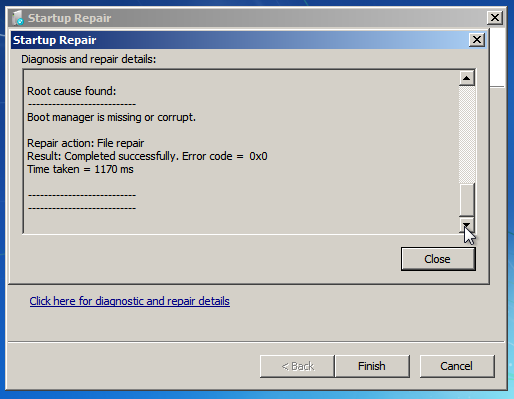 Startup Repair
Startup Repair
Diagnosis and repair details:
Root cause found:
---------------------------
Boot manager is missing or corrupt.
Repair action: File repair
Result: Completed successfully. Error code =  0x0
Time taken = 1170 ms
---------------------------
---------------------------
Close
Click here for diagnostic and repair details
< Back
Finish
Cancel